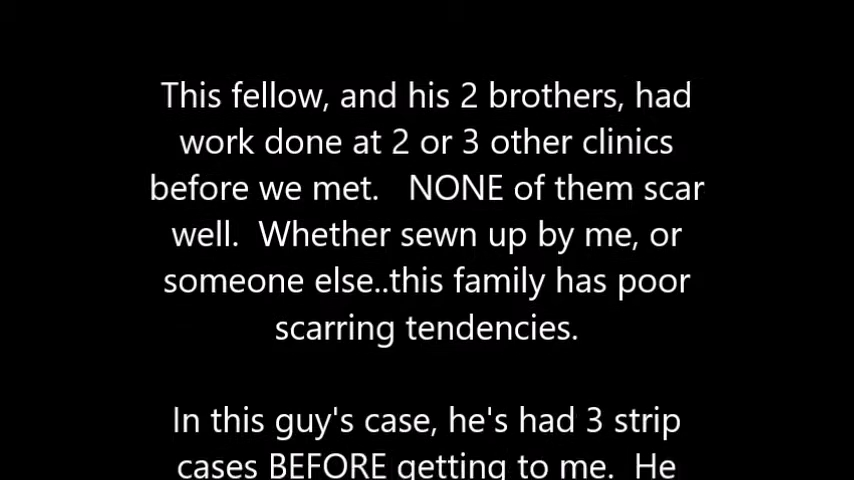 This fellow, and his 2 brothers, had
work done at 2 or 3 other clinics
before we met.   NONE of them scar
well.  Whether sewn up by me, or
someone else..this family has poor
scarring tendencies.
In this guy's case, he's had 3 strip
cases BEFORE getting to me.  He